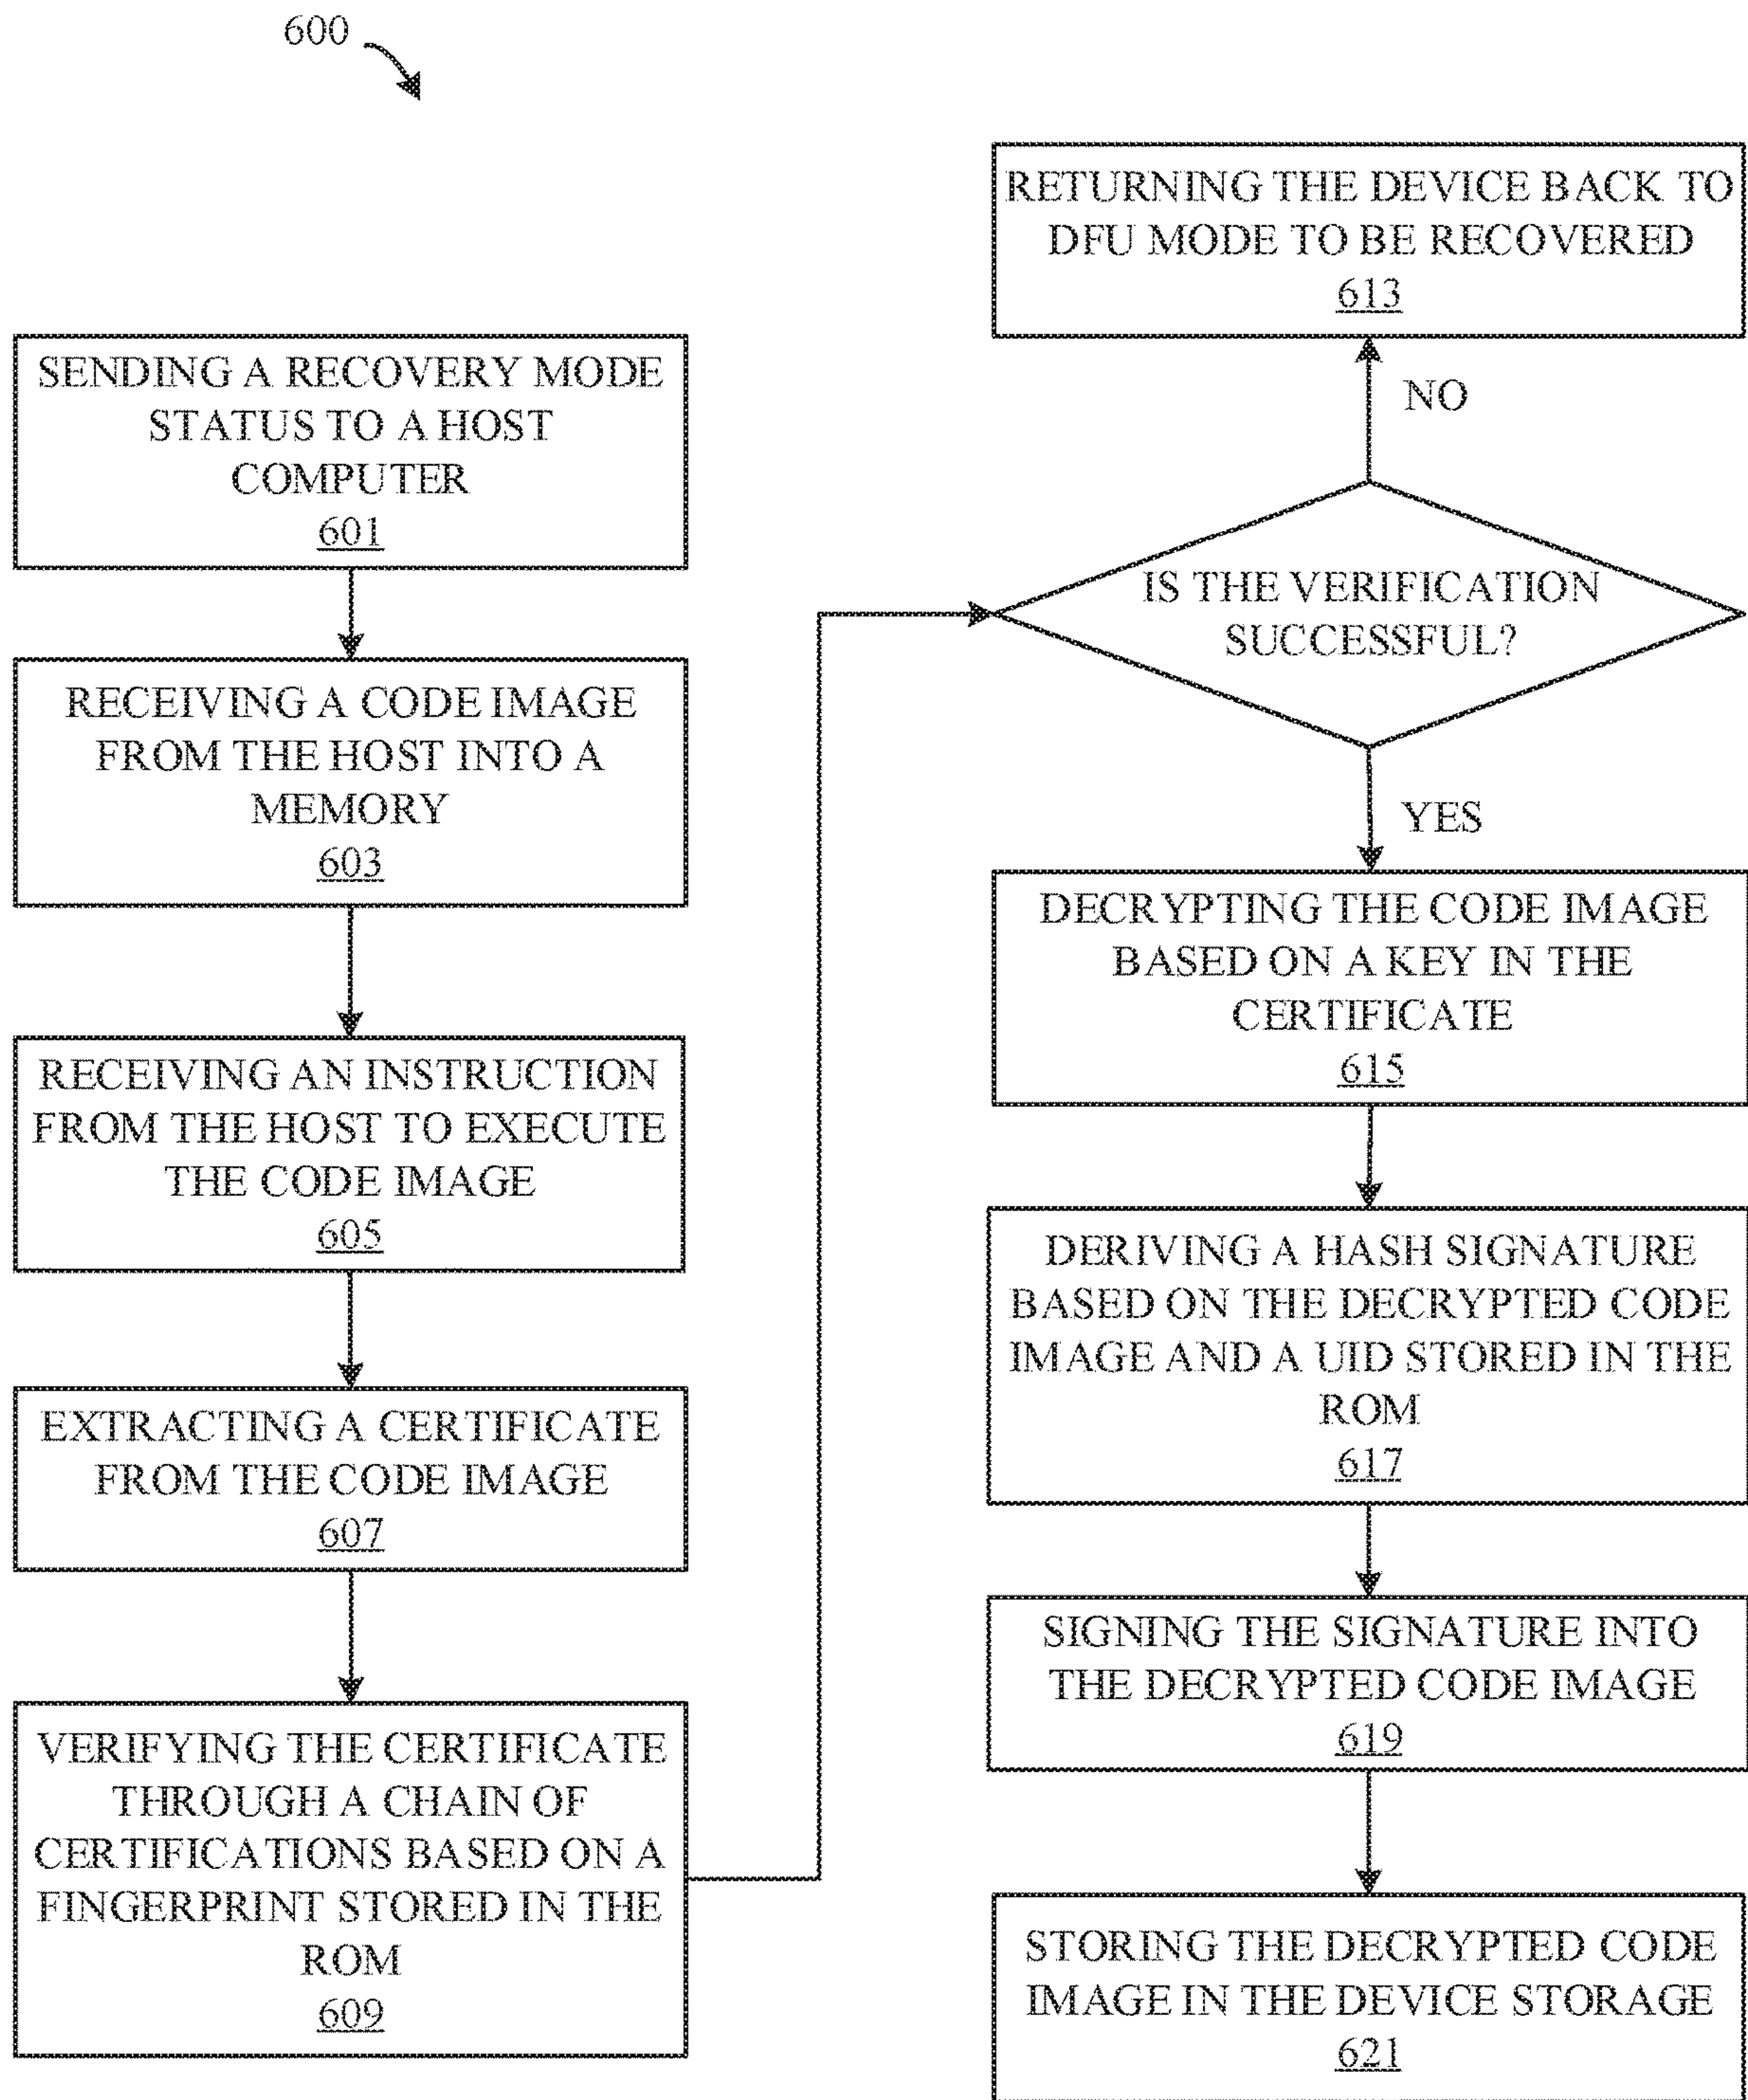 600
SENDING A RECOVERY MODE
STATUS TO A HOST
COMPUTER
601
RECEIVING A CODE IMAGE
FROM THE HOST INTO A
MEMORY
603
RECEIVING AN INSTRUCTION
FROM THE HOST TO EXECUTE
THE CODE IMAGE
605
EXTRACTING A CERTIFICATE
FROM THE CODE IMAGE
607
VERIFYING THE CERTIFICATE
THROUGH A CHAIN OF
CERTIFICATIONS BASED ON A
FINGERPRINT STORED IN THE
ROM
609
RETURNING THE DEVICE BACK TO
DFU MODE TO BE RECOVERED
613
NO
IS THE VERIFICATION
SUCCESSFUL?
YES
DECRYPTING THE CODE IMAGE
BASED ON A KEY IN THE
CERTIFICATE
615
DERIVING A HASH SIGNATURE
BASED ON THE DECRYPTED CODE
IMAGE AND A UID STORED IN THE
ROM
617
SIGNING THE SIGNATURE INTO
THE DECRYPTED CODE IMAGE
619
STORING THE DECRYPTED CODE
IMAGE IN THE DEVICE STORAGE
621